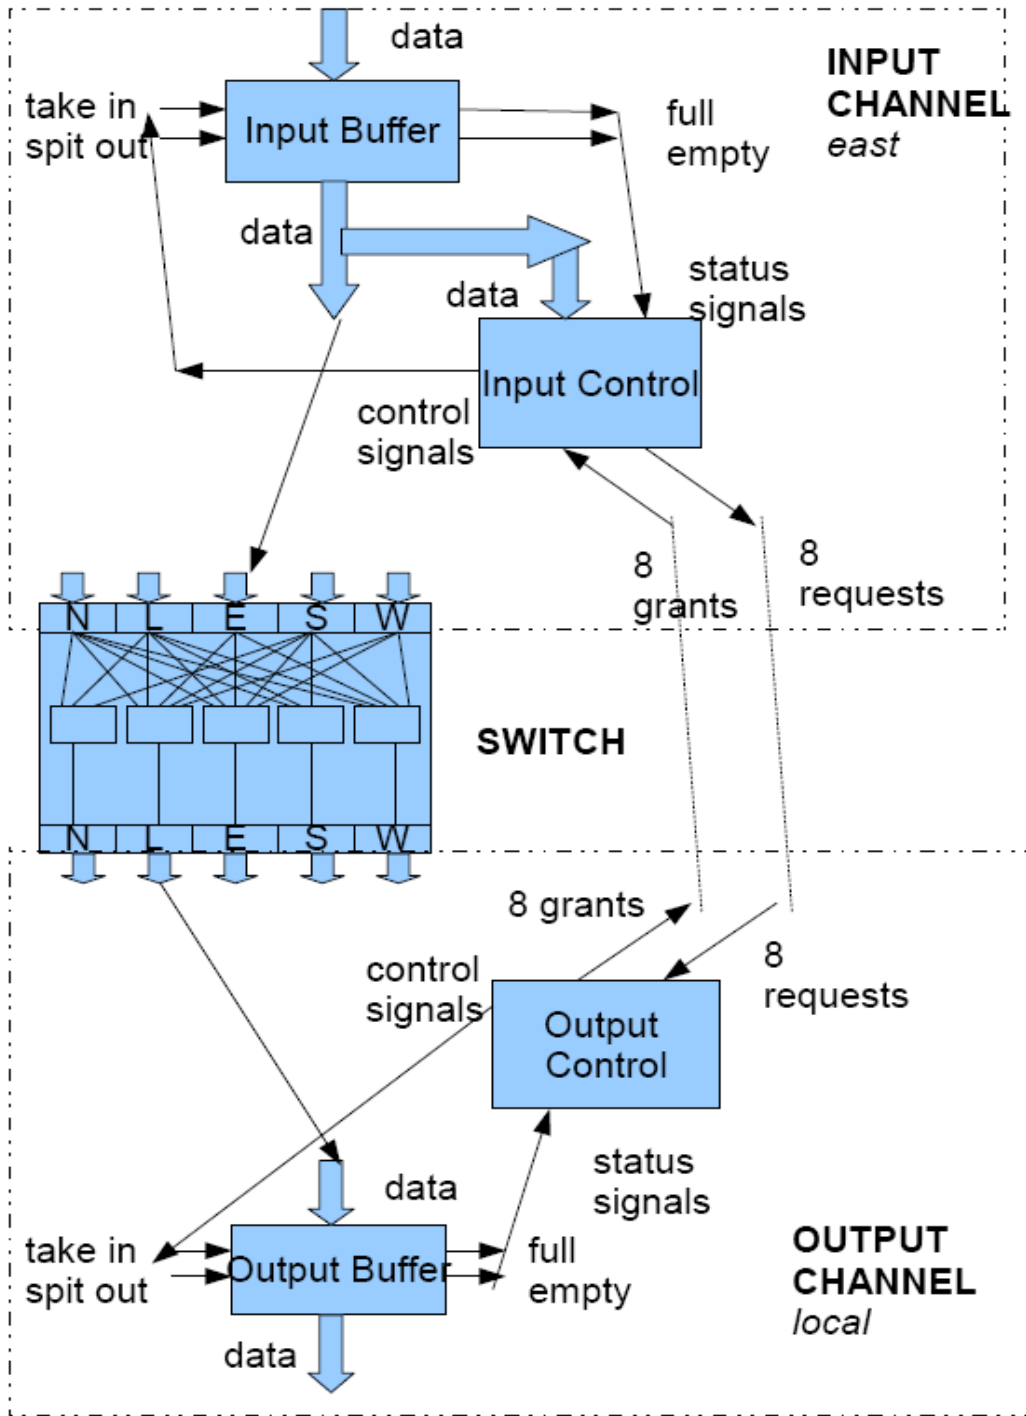 data
INPUT
CHANNEL
east
take in
spit out
Input Buffer
full
empty
data
data
status
signals
Input Control
control
signals
8
grants
8
requests
N L E S W
SWITCH
N L E S W
8 grants
8
requests
control
signals
Output
Control
status
signals
data
take in
spit out
Output Buffer
full
empty
OUTPUT
CHANNEL
local
data